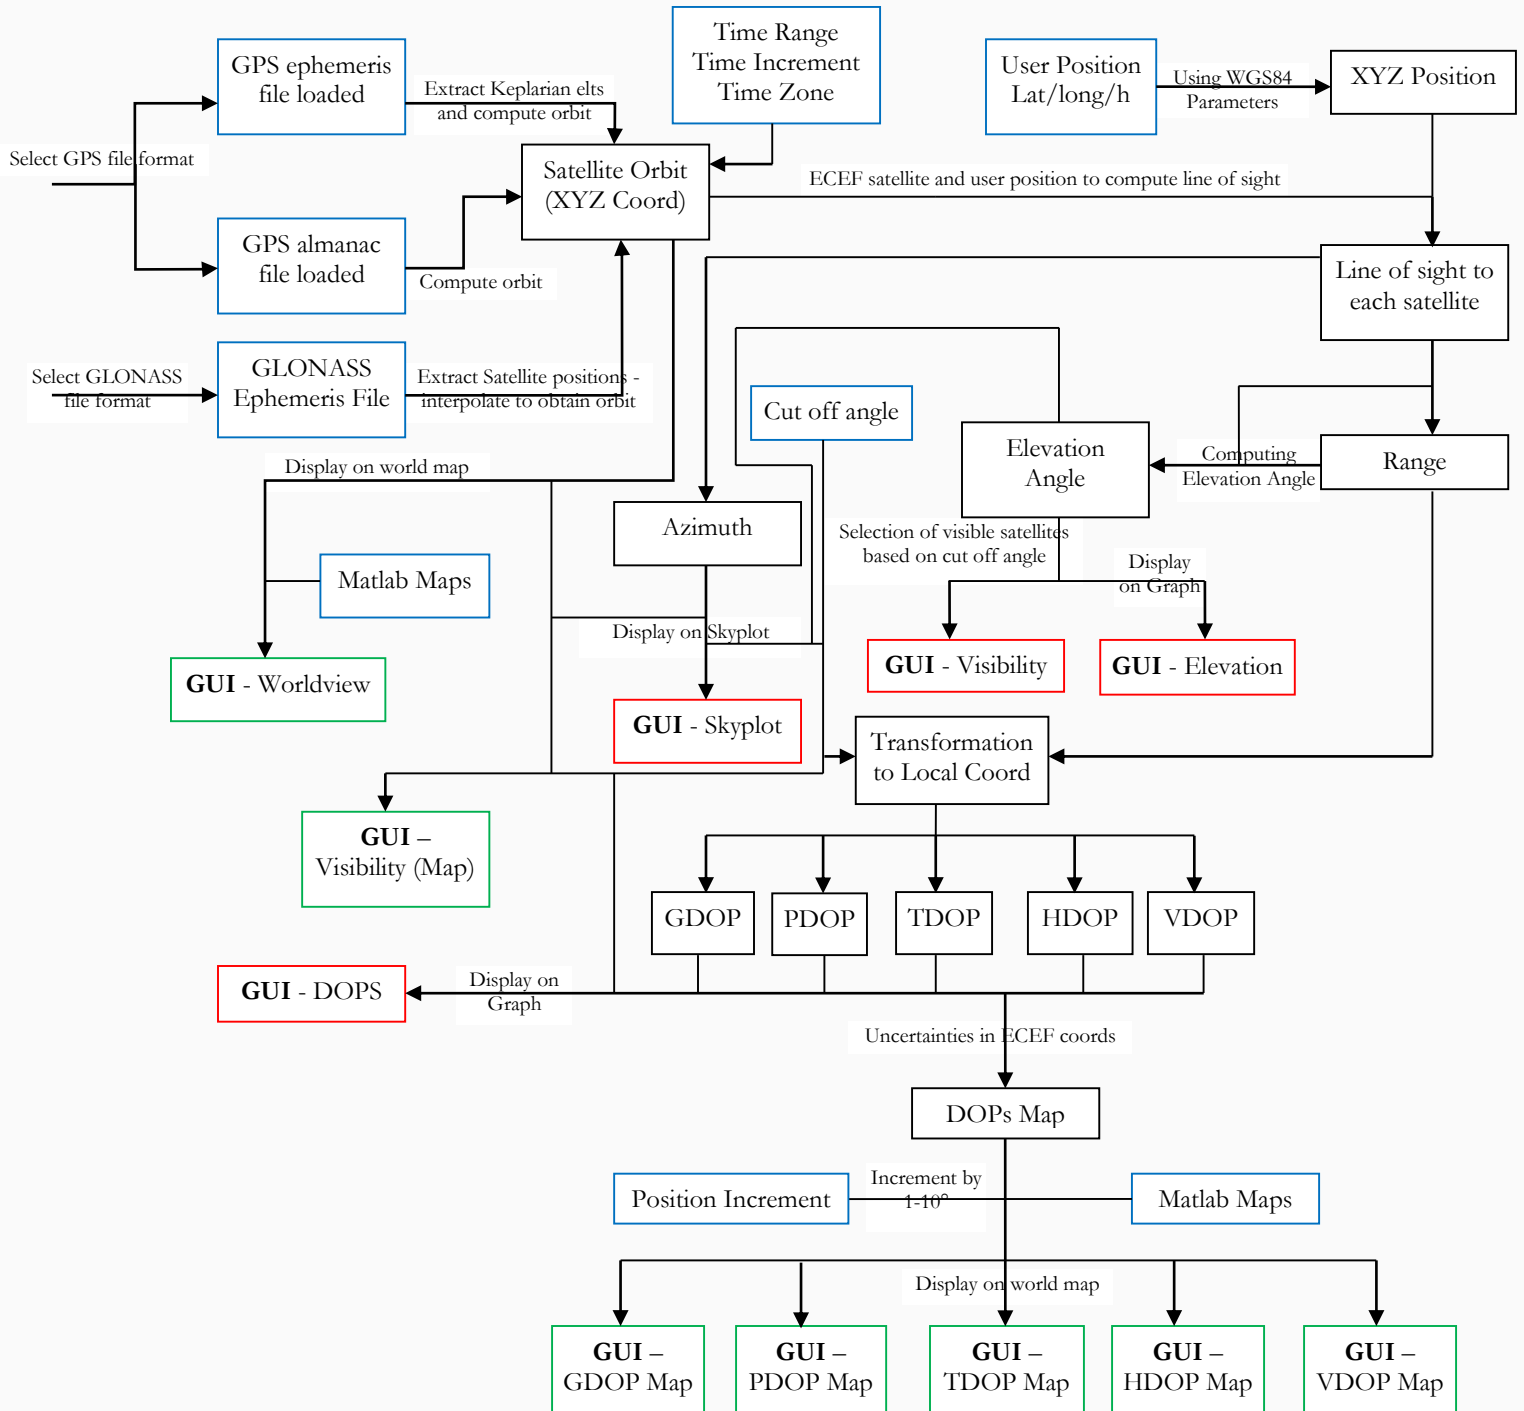 Time Range
Time Increment
Time Zone
GPS ephemeris
file loaded
User Position
Lat/long/h
XYZ Position
Using WGS84
Parameters
Extract Keplarian elts
and compute orbit
Select GPS file format
Satellite Orbit
(XYZ Coord)
ECEF satellite and user position to compute line of sight
GPS almanac
file loaded
Compute orbit
Line of sight to
each satellite
Select GLONASS
file format
GLONASS
Ephemeris File
Extract Satellite positions -
interpolate to obtain orbit
Cut off angle
Elevation
Angle
Computing
Elevation Angle
Range
Display on world map
Azimuth
Selection of visible satellites
based on cut off angle
Display
on Graph
Matlab Maps
Display on Skyplot
GUI - Worldview
GUI - Visibility
GUI - Elevation
GUI - Skyplot
Transformation
to Local Coord
GUI –
Visibility (Map)
GDOP
PDOP
TDOP
HDOP
VDOP
GUI - DOPS
Display on
Graph
Uncertainties in ECEF coords
DOPs Map
Position Increment
Increment by
1-10°
Matlab Maps
Display on world map
GUI –
GDOP Map
GUI –
PDOP Map
GUI –
TDOP Map
GUI –
HDOP Map
GUI –
VDOP Map